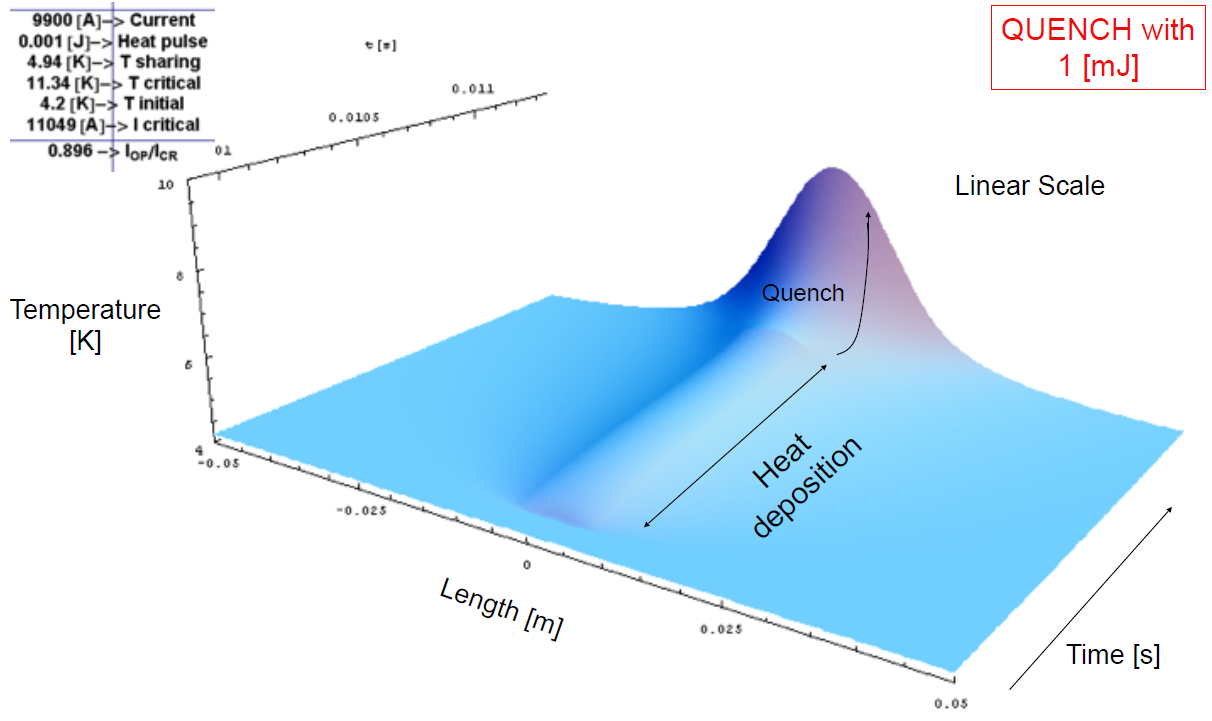 9900 [A]–> Current
0.001 [J]–> Heat pulse
4.94 [K]–> T sharing
11.34 [K]–> T critical
4.2 [K]–> T initial
11049 [A]–> I critical
0.896 –> IOP/ICR
t [s]
QUENCH with
1 [mJ]
0.011
0.0105
01
10
8
6
4
Linear Scale
Quench
Temperature
[K]
Heat
deposition
-0.05
-0.025
0
0.025
0.05
Length [m]
Time [s]